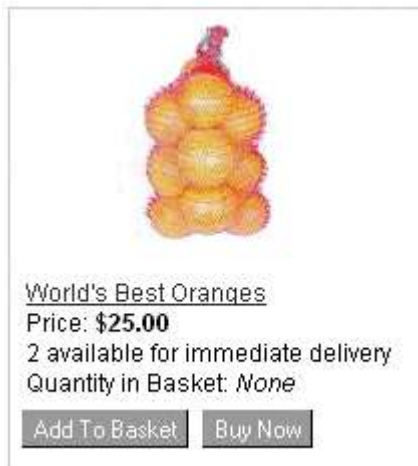 World's Best Oranges
Price: $25.00
2 available for immediate delivery
Quantity in Basket: None
Add To Basket
Buy Now